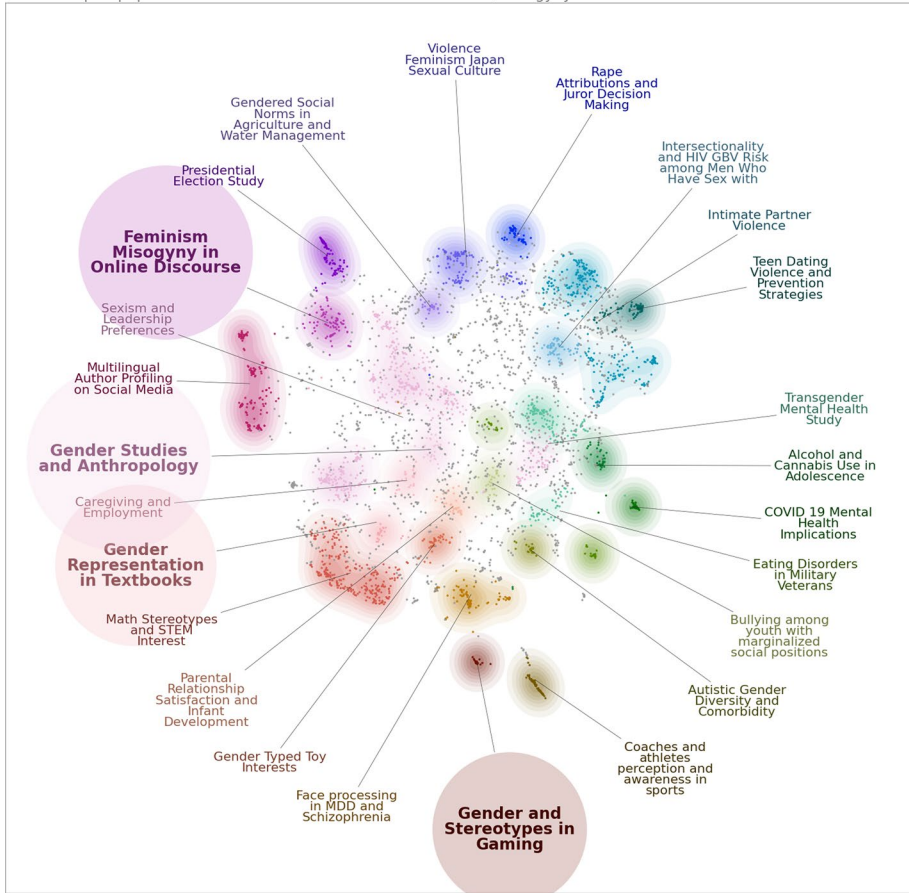 Violence
Feminism Japan
Sexual Culture
Rape
Attributions and
Juror Decision
Making
Gendered Social
Norms in
Agriculture and
Water Management
Intersectionality
and HIV GBV Risk
among Men Who
Have Sex with
Presidential
Election Study
Intimate Partner
Violence
Feminism
Misogyny in
Online Discourse
Teen Dating
Violence and
Prevention
Strategies
Sexism and
Leadership
Preferences
Multilingual
Author Profiling
on Social Media
Transgender
Mental Health
Study
Gender Studies
and Anthropology
Alcohol and
Cannabis Use in
Adolescence
Caregiving and
Employment
COVID 19 Mental
Health
Implications
Gender
Representation
in Textbooks
Eating Disorders
in Military
Veterans
Math Stereotypes
and STEM
Interest
Bullying among
youth with
marginalized
social positions
Parental
Relationship
Satisfaction and
Infant
Development
Autistic Gender
Diversity and
Comorbidity
Gender Typed Toy
Interests
Coaches and
athletes
perception and
awareness in
sports
Face processing
in MDD and
Schizophrenia
Gender and
Stereotypes in
Gaming